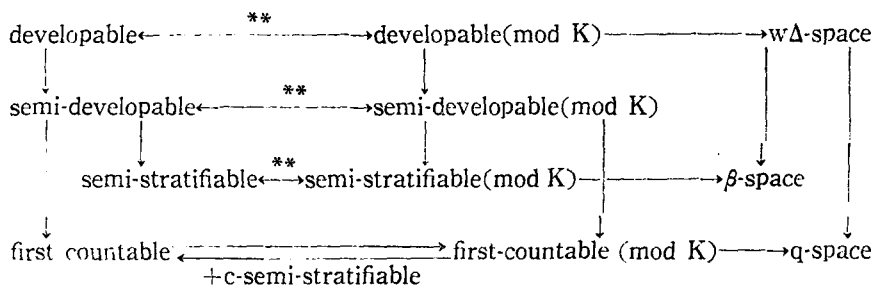 **
developable developable(mod K) wΔ-space
**
semi-developable semi-developable(mod K)
**
semi-stratifiable semi-stratifiable(mod K) β-space
first countable first-countable (mod K) q-space
+c-semi-stratifiable